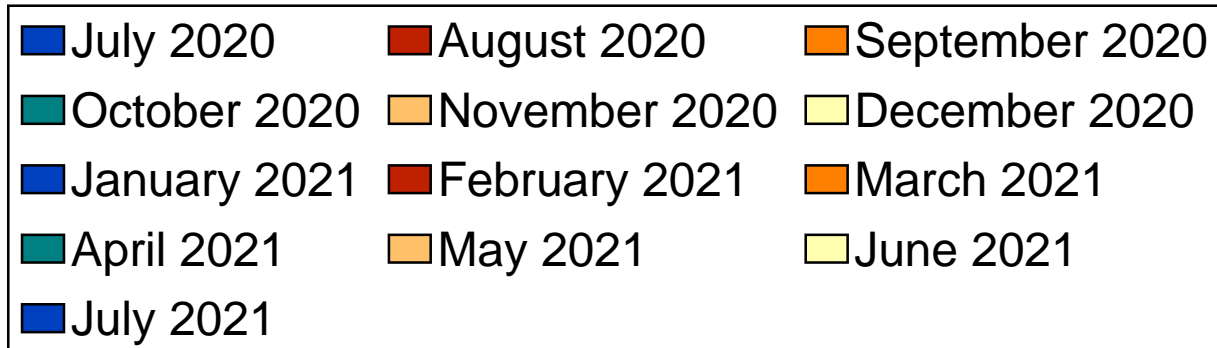 July 2020 August 2020 September 2020
October 2020 November 2020 December 2020
January 2021 February 2021 March 2021
April 2021 May 2021 June 2021
July 2021